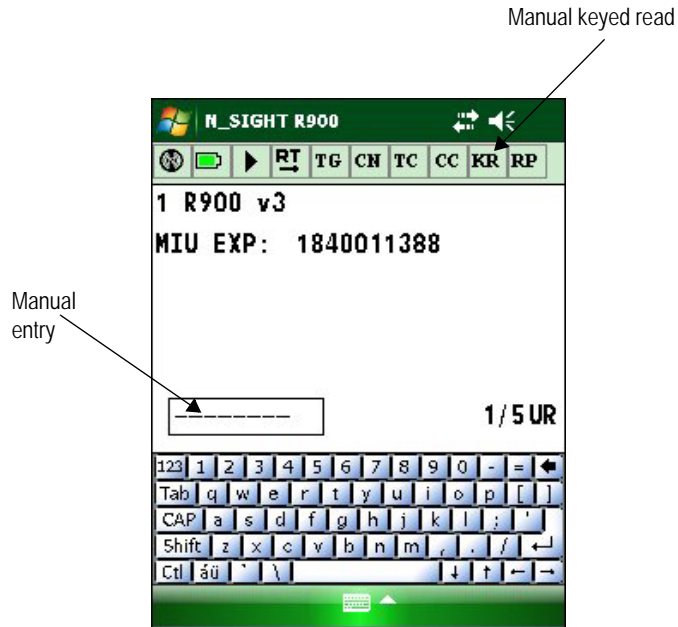 Manual keyed read
N_SIGHT R900
RT TG CN TC CC KR RP
1 R900 v3
MIU EXP: 1840011388
Manual
entry
--------
1/5 UR
123 1 2 3 4 5 6 7 8 9 0 - =
Tab q w e r t y u i o p [ ]
CAP a s d f g h j k l ; '
Shift z x c v b n m , . /
Ctl áü ` \